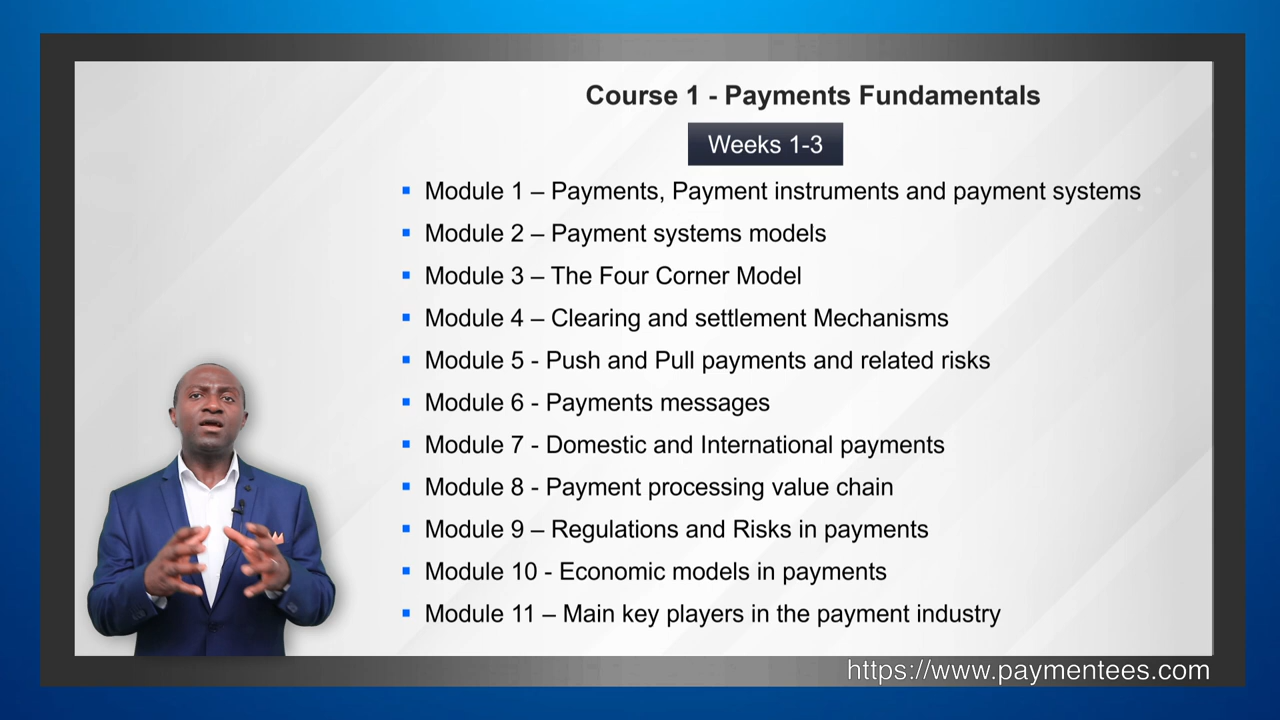 Course 1 - Payments Fundamentals
Weeks 1-3
▪ Module 1 – Payments, Payment instruments and payment systems
▪ Module 2 – Payment systems models
▪ Module 3 – The Four Corner Model
▪ Module 4 – Clearing and settlement Mechanisms
▪ Module 5 - Push and Pull payments and related risks
▪ Module 6 - Payments messages
▪ Module 7 - Domestic and International payments
▪ Module 8 - Payment processing value chain
▪ Module 9 – Regulations and Risks in payments
▪ Module 10 - Economic models in payments
▪ Module 11 – Main key players in the payment industry
https://www.paymentees.com